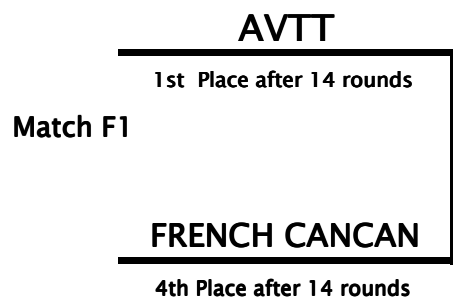 AVTT
1st Place after 14 rounds
Match F1
FRENCH CANCAN
4th Place after 14 rounds